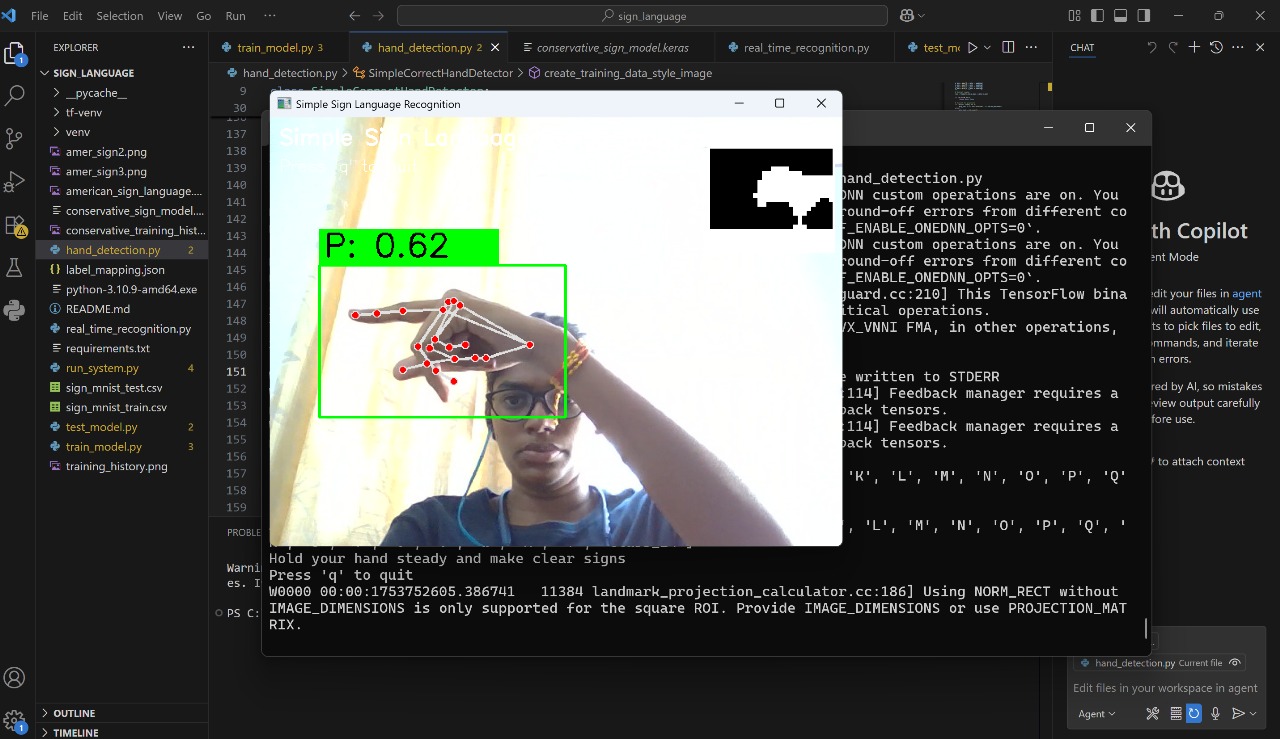 File Edit Selection View Go Run ··· sign_language
EXPLORER ···
SIGN_LANGUAGE
__pycache__
tf-venv
venv
amer_sign2.png
amer_sign3.png
american_sign_language....
conservative_sign_model....
conservative_training_hist...
hand_detection.py 2
label_mapping.json
python-3.10.9-amd64.exe
README.md
real_time_recognition.py
requirements.txt
run_system.py 4
sign_mnist_test.csv
sign_mnist_train.csv
test_model.py 2
train_model.py 3
training_history.png
OUTLINE
TIMELINE
train_model.py 3 hand_detection.py 2 conservative_sign_model.keras real_time_recognition.py
hand_detection.py > SimpleCorrectHandDetector > create_training_data_style_image
9
30
137
138
139
140
141
142
143
144
145
146
147
148
149
150
151
152
153
154
155
156
157
158
159
Simple Sign Language Recognition
Simple Sign Languag
P: 0.62
hand_detection.py
DNN custom operations are on. You
round-off errors from different co
F_ENABLE_ONEDNN_OPTS=0`.
DNN custom operations are on. You
round-off errors from different co
F_ENABLE_ONEDNN_OPTS=0`.
guard.cc:210] This TensorFlow bina
itical operations.
VX_VNNI FMA, in other operations,
e written to STDERR
:114] Feedback manager requires a
back tensors.
:114] Feedback manager requires a
back tensors.
'K', 'L', 'M', 'N', 'O', 'P', 'Q'
, 'L', 'M', 'N', 'O', 'P', 'Q', '
Hold your hand steady and make clear signs
Press 'q' to quit
W0000 00:00:1753752605.386741 11384 landmark_projection_calculator.cc:186] Using NORM_RECT without
IMAGE_DIMENSIONS is only supported for the square ROI. Provide IMAGE_DIMENSIONS or use PROJECTION_MAT
RIX.
PROBLE
Warni
es. I
PS C:
CHAT
th Copilot
ent Mode
edit your files in agent
will automatically use
ts to pick files to edit,
ommands, and iterate
n errors.
red by AI, so mistakes
eview output carefully
fore use.
to attach context
hand_detection.py Current file
Edit files in your workspace in agent
Agent